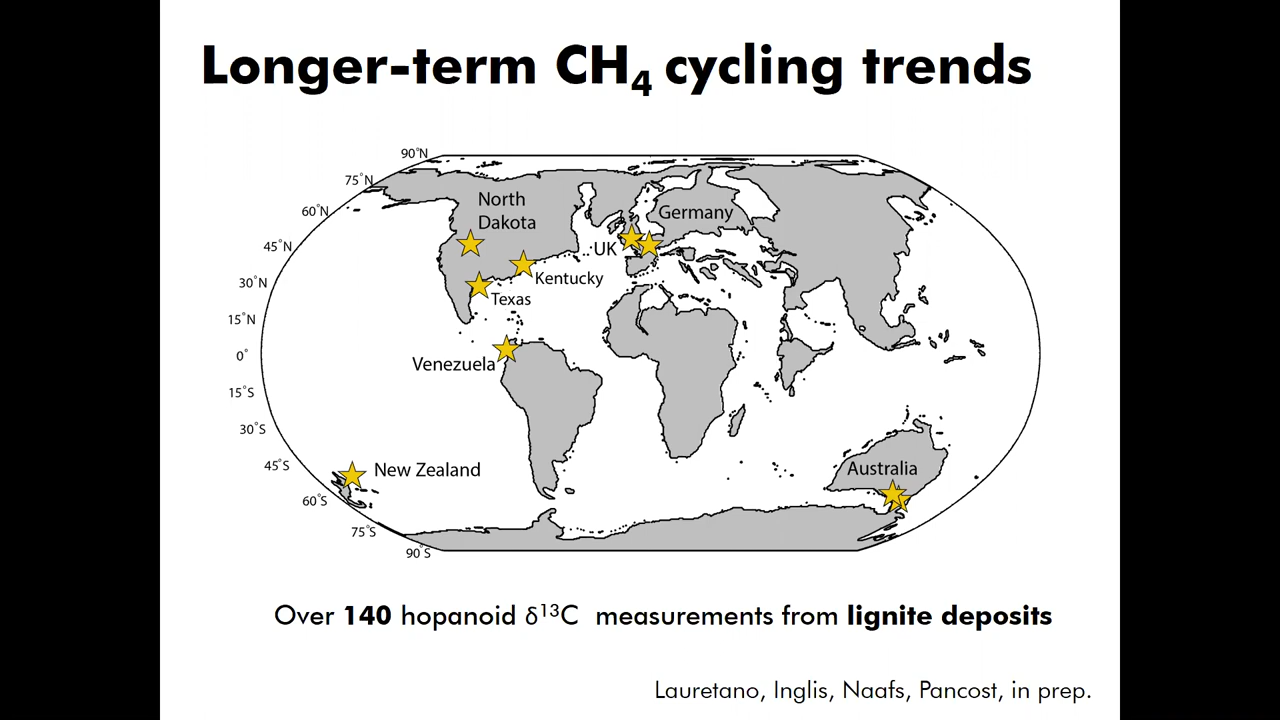 Longer-term CH₄ cycling trends
90°N
75°N
60°N
45°N
30°N
15°N
0°
15°S
30°S
45°S
60°S
75°S
90°S
North
Dakota
Germany
UK
Kentucky
Texas
Venezuela
New Zealand
Australia
Over 140 hopanoid δ¹³C measurements from lignite deposits
Lauretano, Inglis, Naafs, Pancost, in prep.